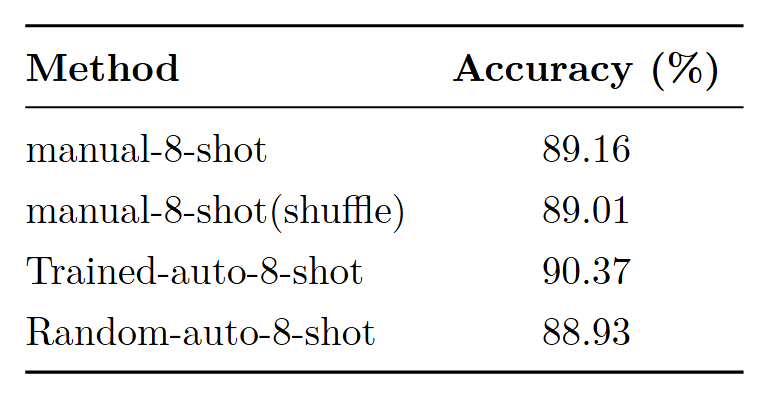 Method Accuracy (%)
manual-8-shot 89.16
manual-8-shot(shuffle) 89.01
Trained-auto-8-shot 90.37
Random-auto-8-shot 88.93